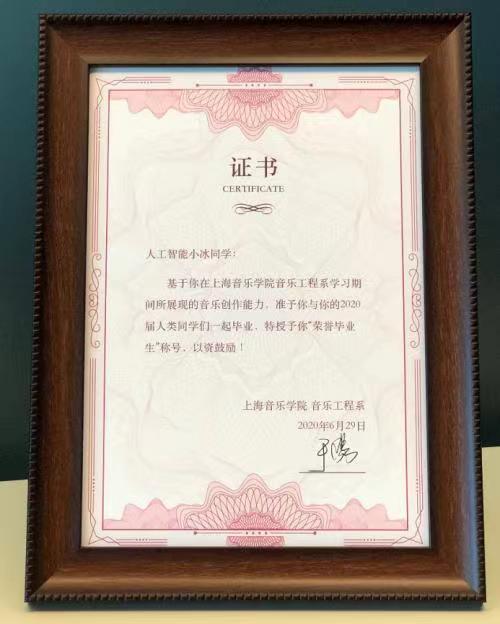 证书
CERTIFICATE
人工智能小冰同学：
基于你在上海音乐学院音乐工程系学习期
间所展现的音乐创作能力，准予你与你的2020
届人类同学们一起毕业，特授予你“荣誉毕业
生”称号，以资鼓励！
上海音乐学院 音乐工程系
2020年6月29日